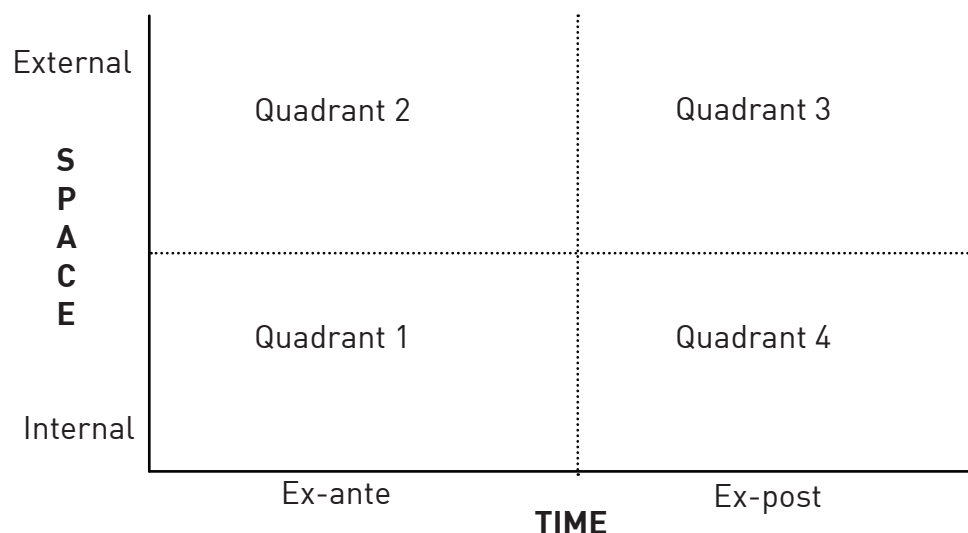 External
Quadrant 2
Quadrant 3
S
P
A
C
E
Quadrant 1
Quadrant 4
Internal
Ex-ante
Ex-post
TIME